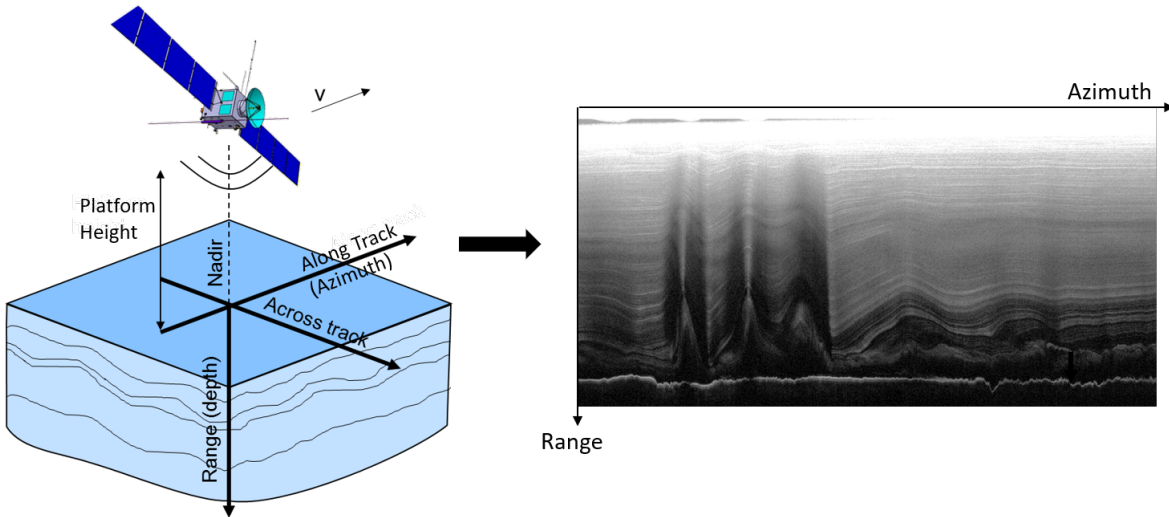 v
Platform
Height
Nadir
Along Track
(Azimuth)
Across track
Range (depth)
Azimuth
Range